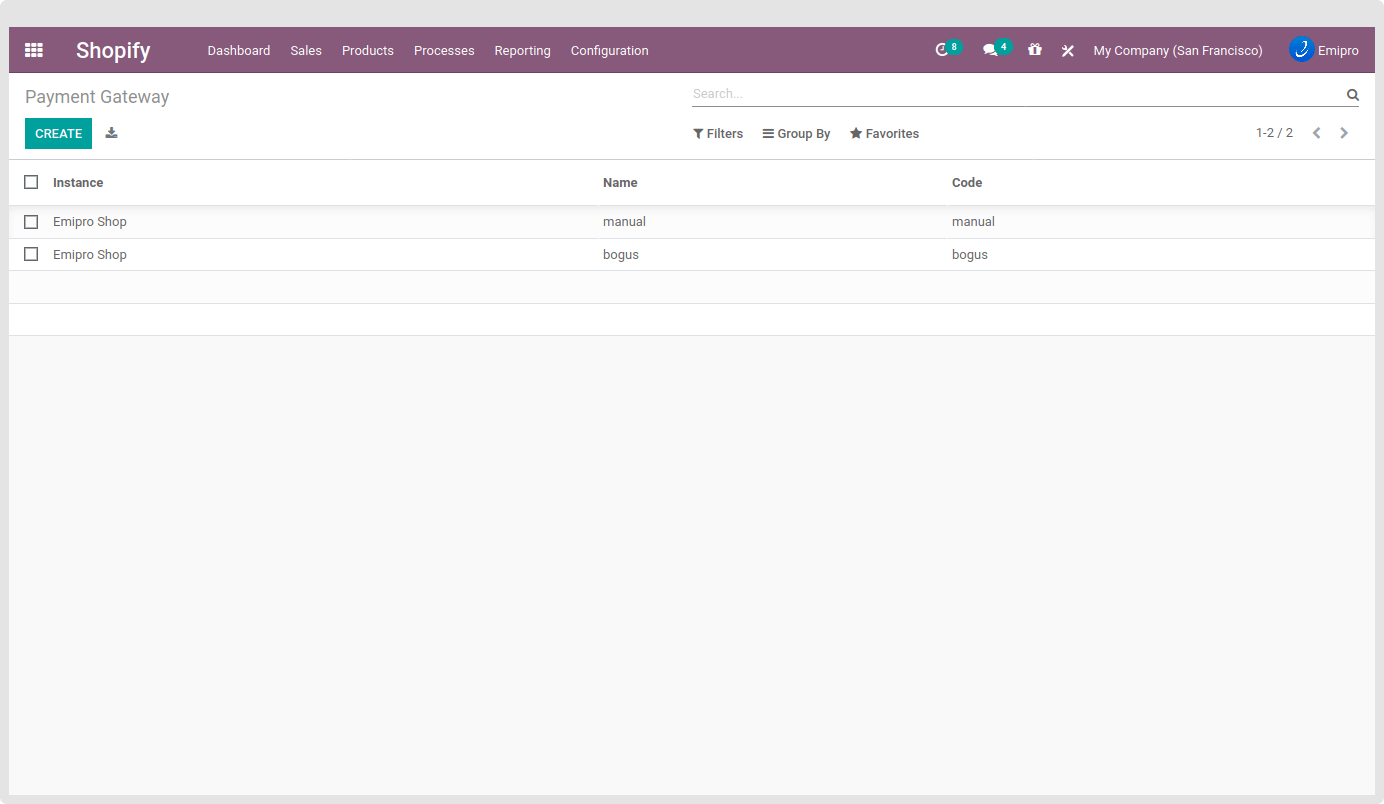 Shopify Dashboard Sales Products Processes Reporting Configuration 8 4 My Company (San Francisco) Emipro
Payment Gateway Search...
CREATE Filters Group By Favorites 1-2 / 2
Instance Name Code
Emipro Shop manual manual
Emipro Shop bogus bogus